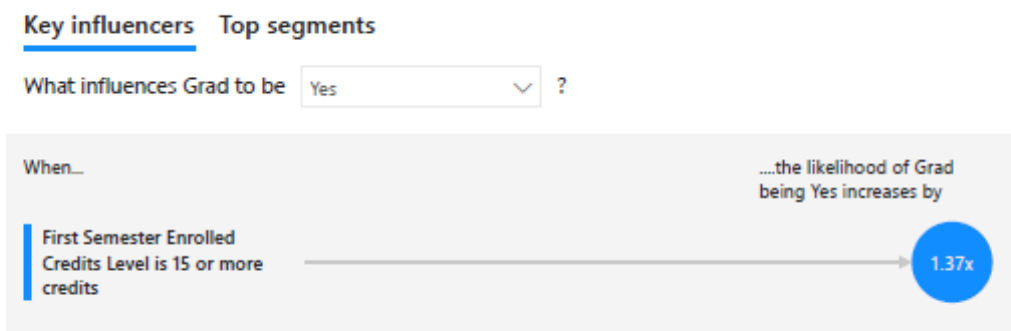 Key influencers Top segments
What influences Grad to be Yes ?
When...
....the likelihood of Grad
being Yes increases by
First Semester Enrolled
Credits Level is 15 or more
credits
1.37x